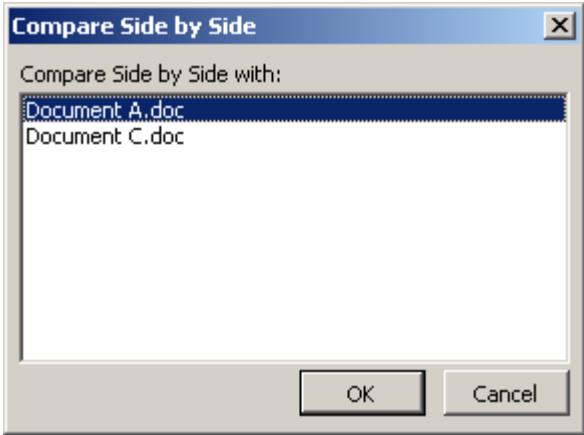 Compare Side by Side
Compare Side by Side with:
Document A.doc
Document C.doc
OK
Cancel